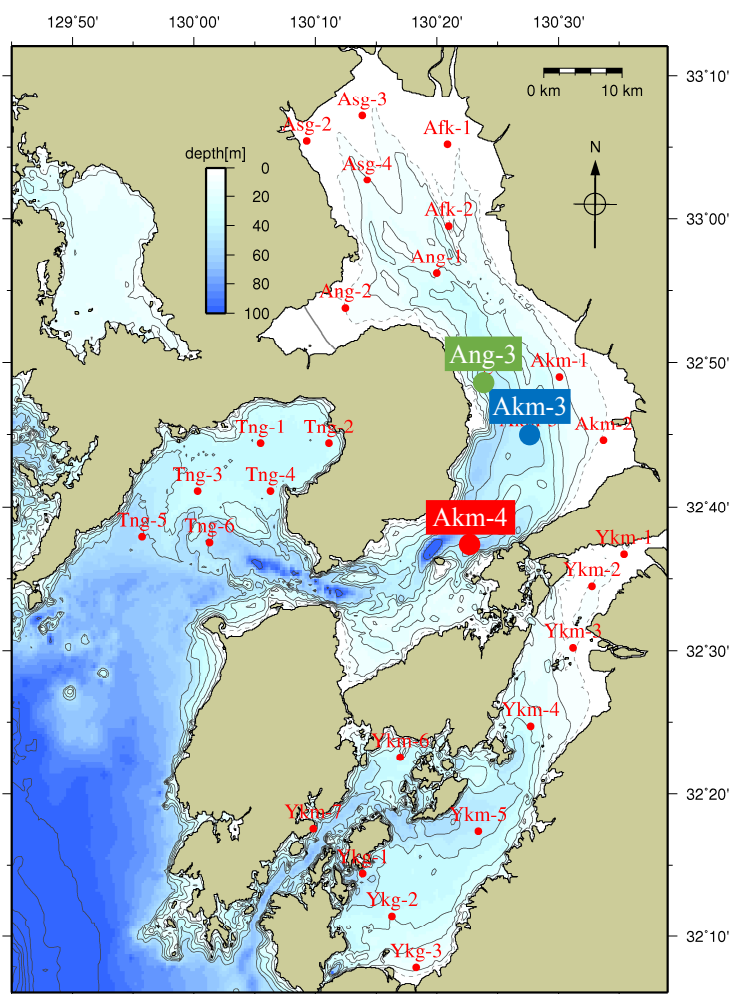 129˚50' 130˚00' 130˚10' 130˚20' 130˚30'
33˚10'
0 km 10 km
Asg-3
Asg-2
Afk-1
N
depth[m]
0
20
40
60
80
100
Asg-4
Afk-2
33˚00'
Ang-1
Ang-2
Ang-3
Akm-1
32˚50'
Akm-3
Akm-2
Tng-1
Tng-2
Tng-3
Tng-4
32˚40'
Akm-4
Tng-5
Tng-6
Ykm-1
Ykm-2
Ykm-3
32˚30'
Ykm-4
Ykm-6
32˚20'
Ykm-7
Ykm-5
Ykg-1
Ykg-2
32˚10'
Ykg-3